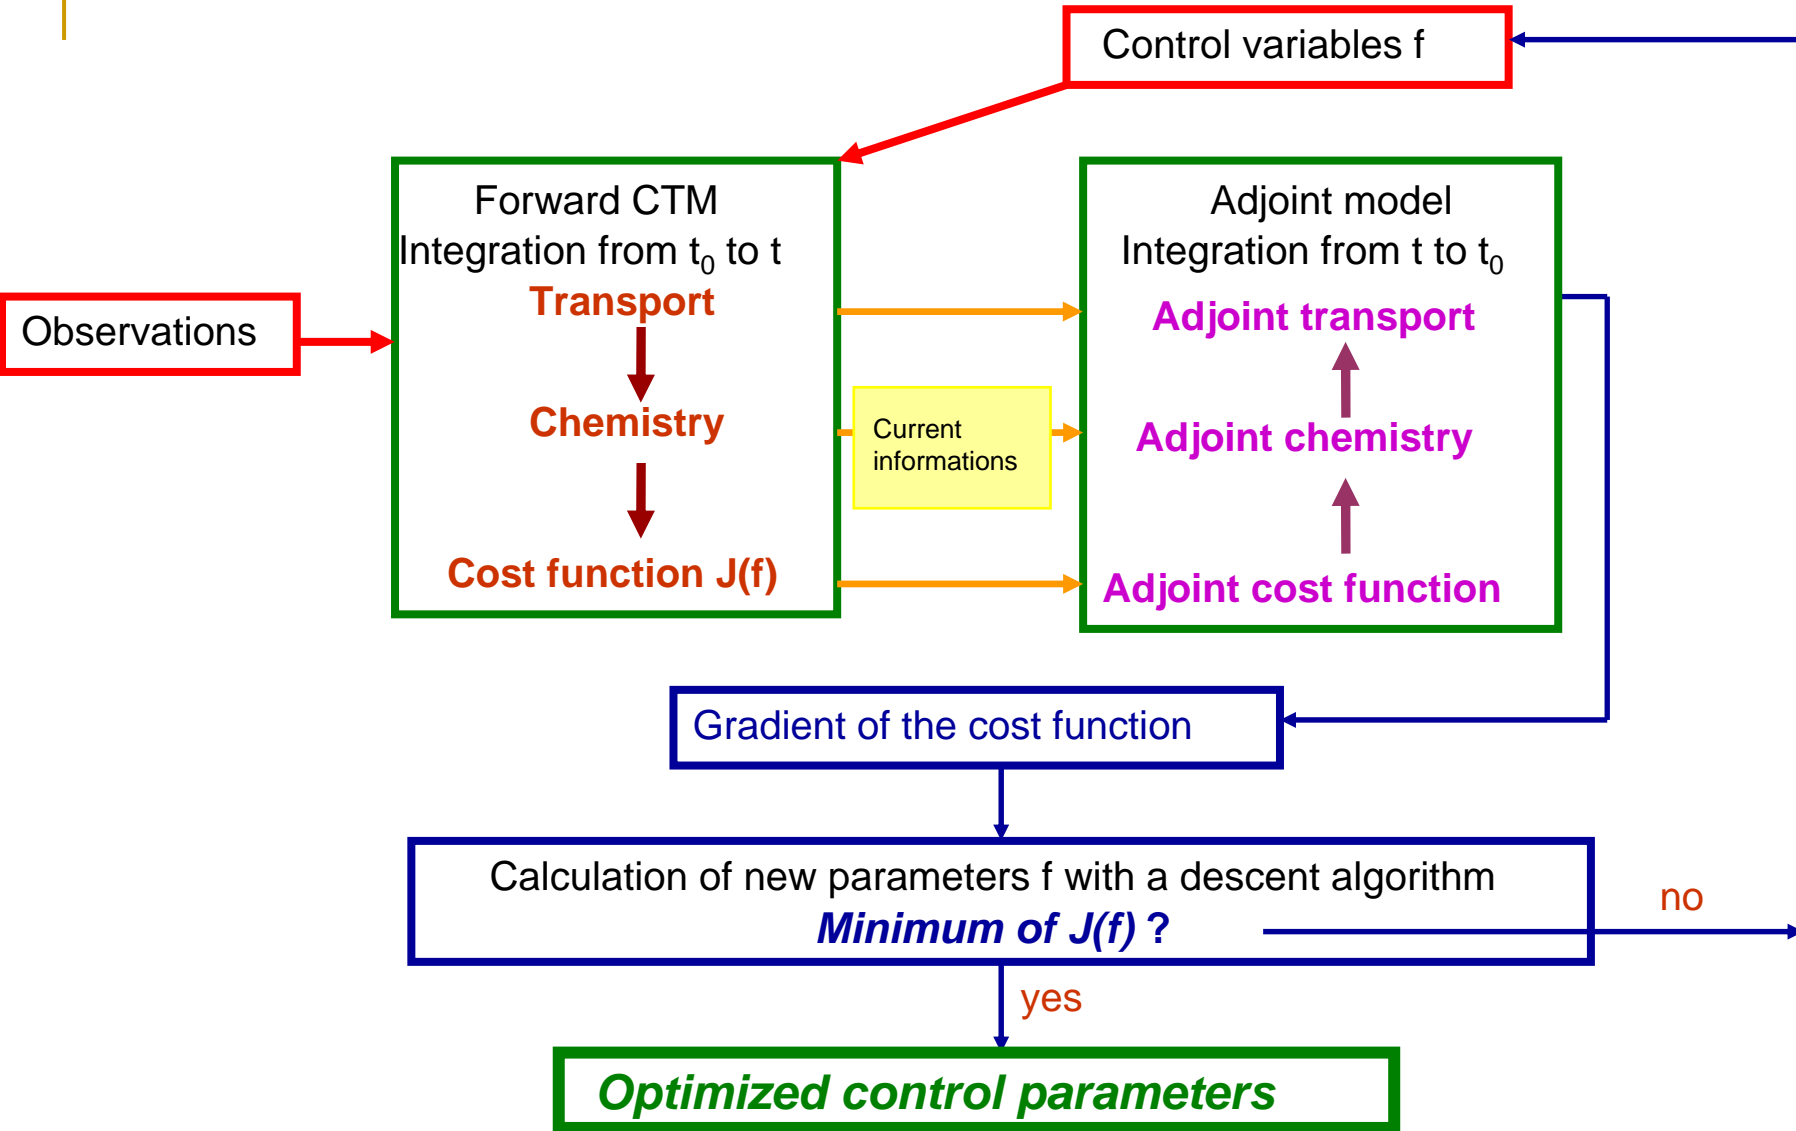 Control variables f
Forward CTM
Integration from t₀ to t
Transport
Chemistry
Cost function J(f)
Observations
Current
informations
Adjoint model
Integration from t to t₀
Adjoint transport
Adjoint chemistry
Adjoint cost function
Gradient of the cost function
Calculation of new parameters f with a descent algorithm
Minimum of J(f) ?
no
yes
Optimized control parameters